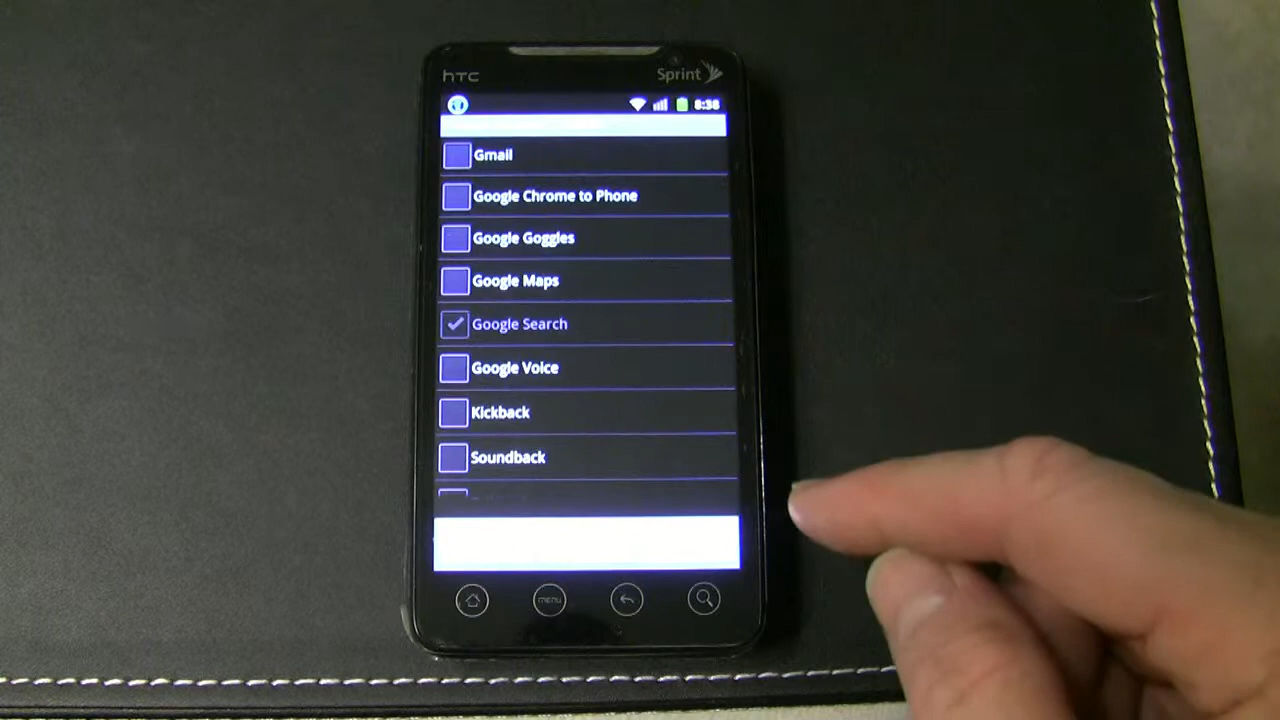 hTC
Sprint
8:38
Gmail
Google Chrome to Phone
Google Goggles
Google Maps
Google Search
Google Voice
Kickback
Soundback
menu